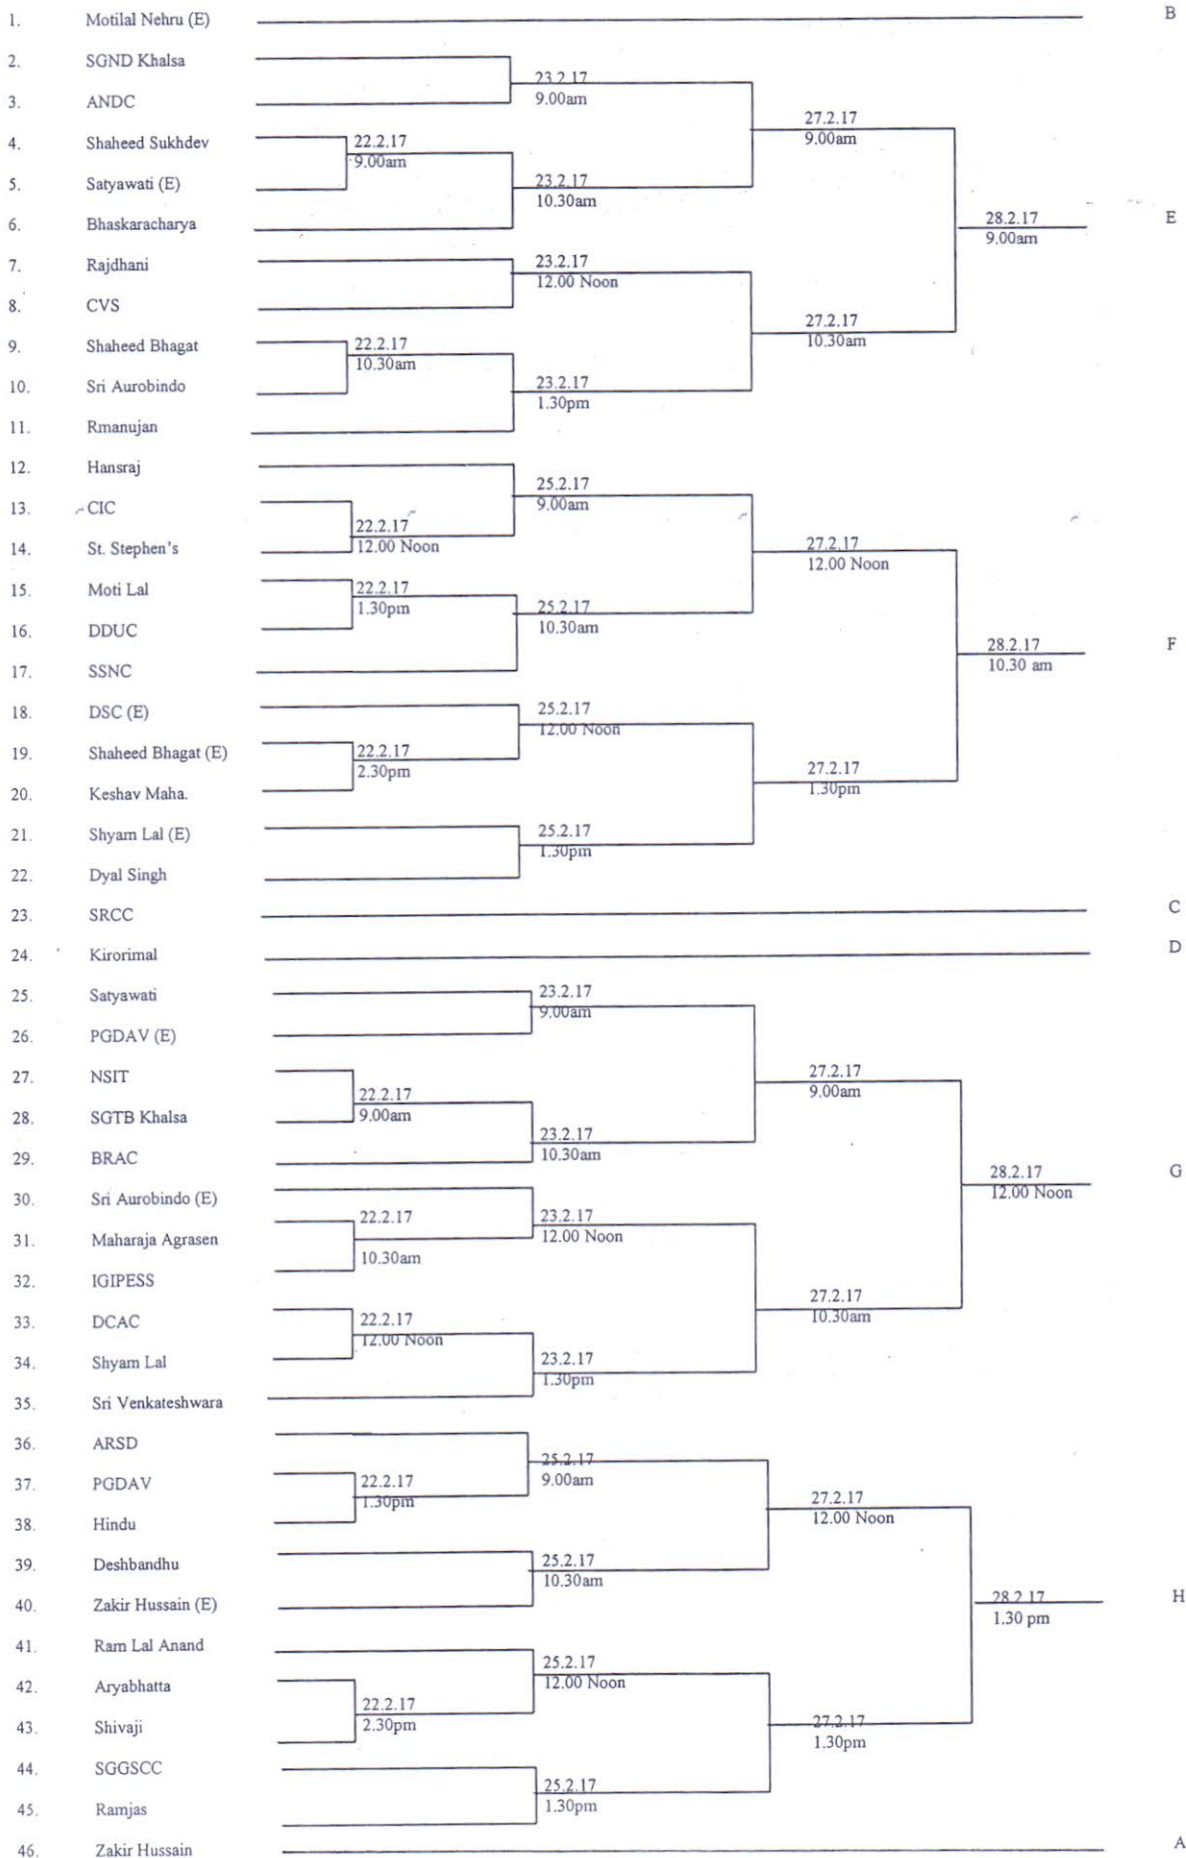 1. Motilal Nehru (E) B
2. SGND Khalsa
23.2.17
3. ANDC 9.00am
27.2.17
4. Shaheed Sukhdev 22.2.17 9.00am
9.00am
5. Satyawati (E) 23.2.17
10.30am
6. Bhaskaracharya 28.2.17 E
9.00am
7. Rajdhani 23.2.17
12.00 Noon
8. CVS
27.2.17
10.30am
9. Shaheed Bhagat 22.2.17
10.30am
10. Sri Aurobindo 23.2.17
1.30pm
11. Rmanujan
12. Hansraj
25.2.17
13. CIC 9.00am
22.2.17
14. St. Stephen's 12.00 Noon 27.2.17
12.00 Noon
15. Moti Lal 22.2.17
1.30pm 25.2.17
16. DDUC 10.30am
28.2.17 F
17. SSNC 10.30 am
18. DSC (E) 25.2.17
12.00 Noon
19. Shaheed Bhagat (E) 22.2.17
2.30pm 27.2.17
20. Keshav Maha. 1.30pm
21. Shyam Lal (E) 25.2.17
1.30pm
22. Dyal Singh
23. SRCC C
24. Kirorimal D
25. Satyawati 23.2.17
9.00am
26. PGDAV (E)
27. NSIT 27.2.17
22.2.17 9.00am
28. SGTB Khalsa 9.00am
23.2.17
29. BRAC 10.30am
28.2.17 G
30. Sri Aurobindo (E) 12.00 Noon
22.2.17 23.2.17
31. Maharaja Agrasen 12.00 Noon
10.30am
32. IGIPESS
27.2.17
33. DCAC 22.2.17 10.30am
12.00 Noon
34. Shyam Lal 23.2.17
1.30pm
35. Sri Venkateshwara
36. ARSD
25.2.17
37. PGDAV 22.2.17 9.00am
1.30pm 27.2.17
38. Hindu 12.00 Noon
39. Deshbandhu 25.2.17
10.30am
40. Zakir Hussain (E) 28.2.17 H
1.30 pm
41. Ram Lal Anand
25.2.17
42. Aryabhatta 12.00 Noon
22.2.17
43. Shivaji 2.30pm 27.2.17
1.30pm
44. SGGSCC
25.2.17
45. Ramjas 1.30pm
46. Zakir Hussain A